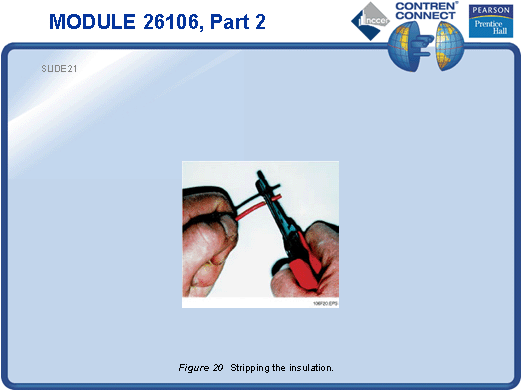 MODULE 26106, Part 2
nccer
CONTREN®
CONNECT
PEARSON
Prentice
Hall
SLIDE 21
106F20.EPS
Figure 20 Stripping the insulation.